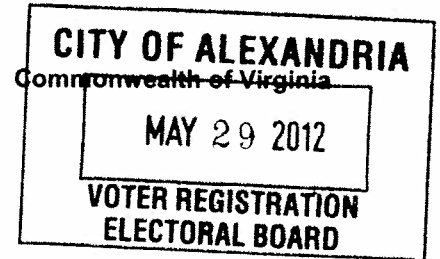 CITY OF ALEXANDRIA
Commonwealth of Virginia
MAY 29 2012
VOTER REGISTRATION
ELECTORAL BOARD